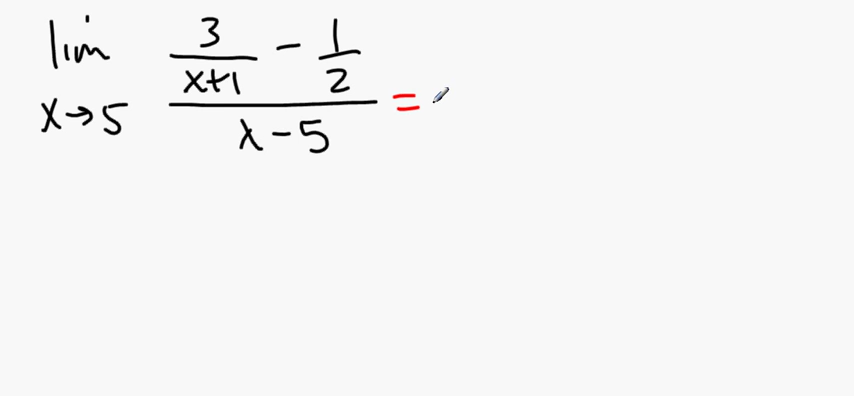 lim x→5 (3/(x+1) - 1/2)/(x-5) =